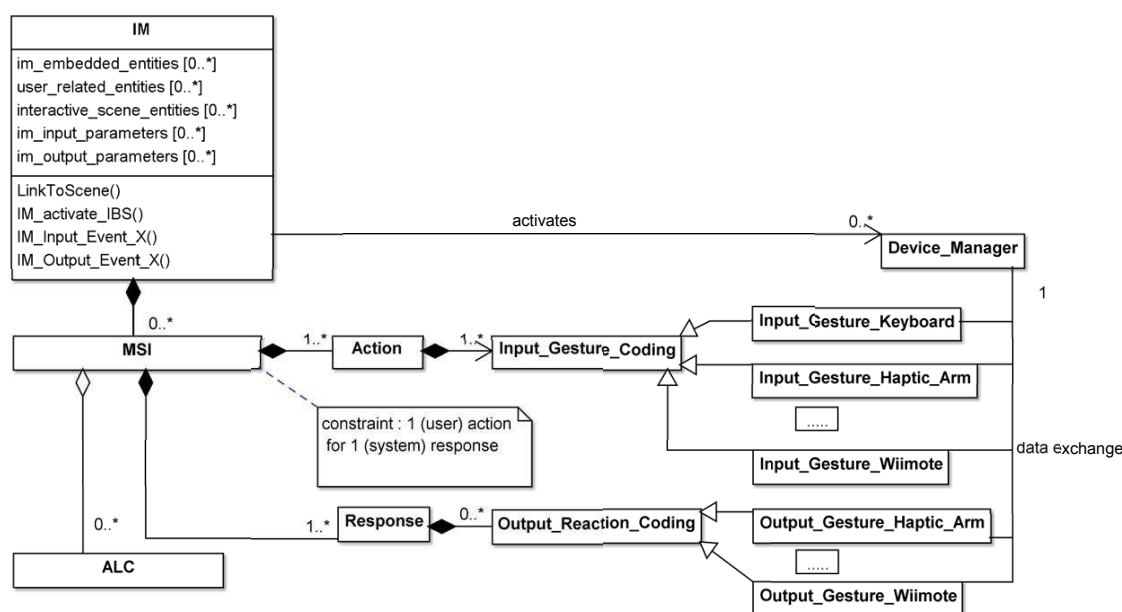 IM
im_embedded_entities [0..*]
user_related_entities [0..*]
interactive_scene_entities [0..*]
im_input_parameters [0..*]
im_output_parameters [0..*]
LinkToScene()
IM_activate_IBS()
IM_Input_Event_X()
IM_Output_Event_X()
activates
0..*
Device_Manager
1
0..*
MSI
1..*
Action
1..*
Input_Gesture_Coding
Input_Gesture_Keyboard
Input_Gesture_Haptic_Arm
.....
Input_Gesture_Wiimote
data exchange
constraint : 1 (user) action
for 1 (system) response
0..*
ALC
1..*
Response
0..*
Output_Reaction_Coding
Output_Gesture_Haptic_Arm
.....
Output_Gesture_Wiimote